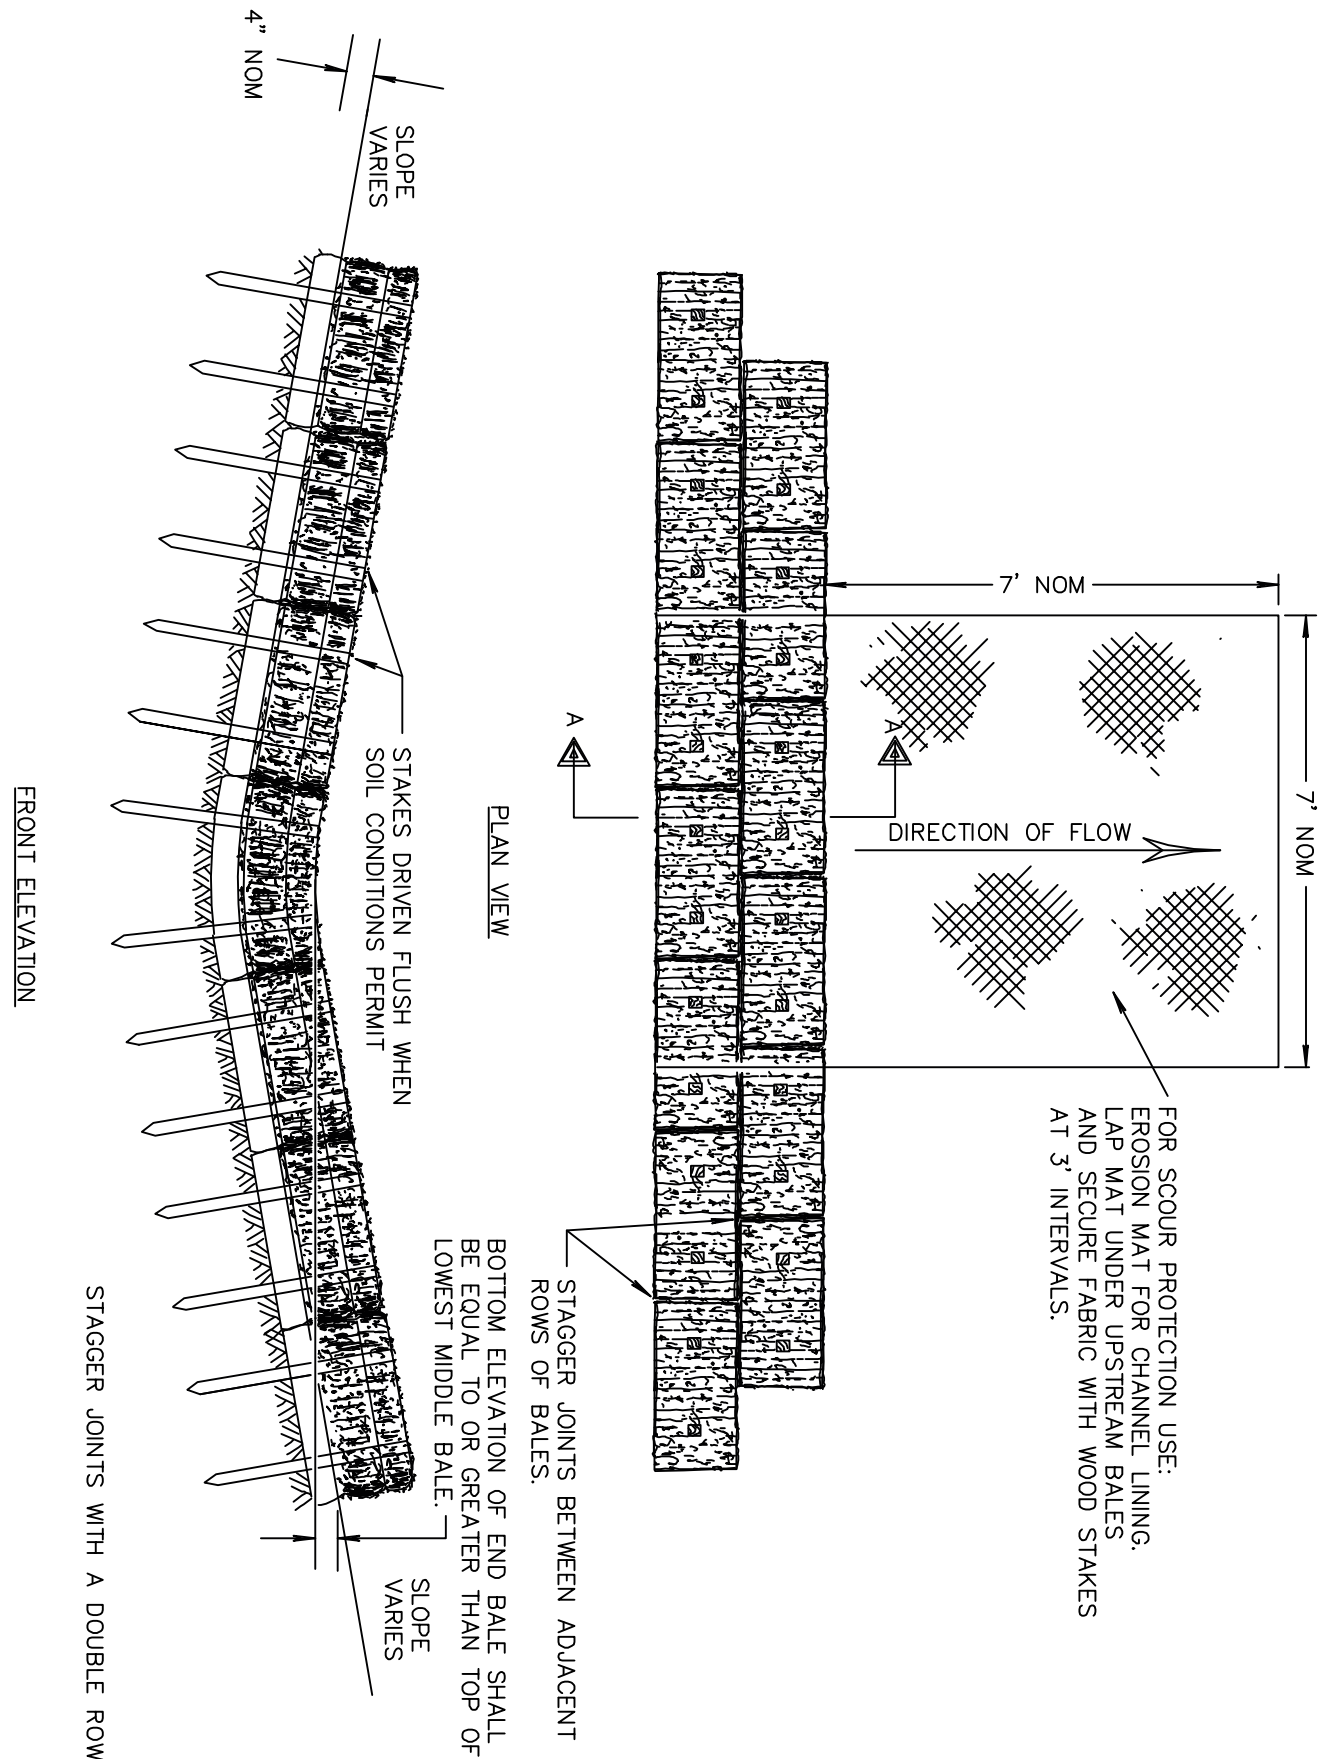 7' NOM
7' NOM
DIRECTION OF FLOW
A
A
FOR SCOUR PROTECTION USE:
EROSION MAT FOR CHANNEL LINING.
LAP MAT UNDER UPSTREAM BALES
AND SECURE FABRIC WITH WOOD STAKES
AT 3' INTERVALS.
STAGGER JOINTS BETWEEN ADJACENT
ROWS OF BALES.
PLAN VIEW
BOTTOM ELEVATION OF END BALE SHALL
BE EQUAL TO OR GREATER THAN TOP OF
LOWEST MIDDLE BALE.
SLOPE
VARIES
STAKES DRIVEN FLUSH WHEN
SOIL CONDITIONS PERMIT
SLOPE
VARIES
4" NOM
STAGGER JOINTS WITH A DOUBLE ROW
FRONT ELEVATION